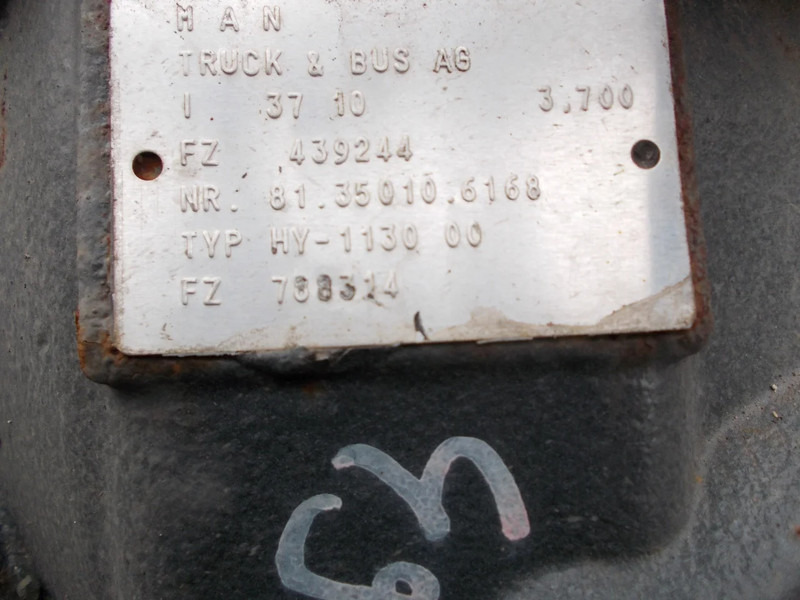 M A N
TRUCK & BUS AG
I 37 10 3.700
FZ 439244
NR. 81.35010.6168
TYP HY-1130 00
FZ 788314